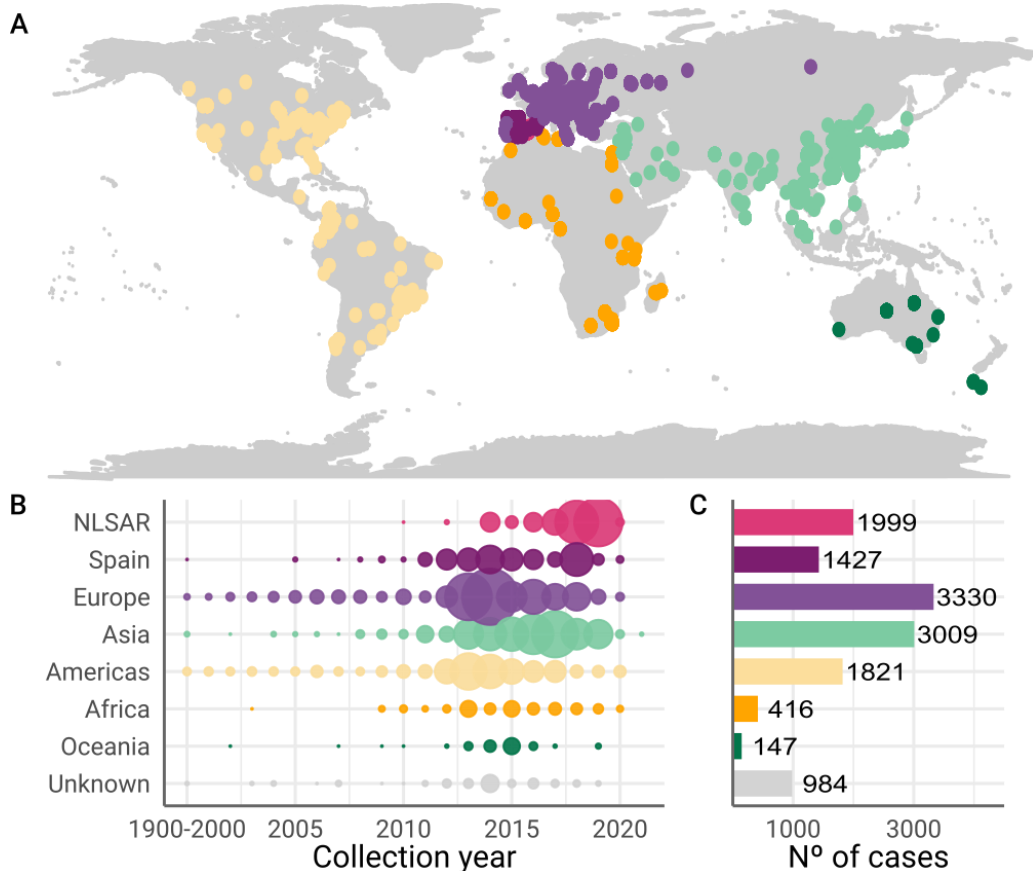 A
B
C
NLSAR
Spain
Europe
Asia
Americas
Africa
Oceania
Unknown
1900-2000 2005 2010 2015 2020
Collection year
1999
1427
3330
3009
1821
416
147
984
1000 3000
Nº of cases